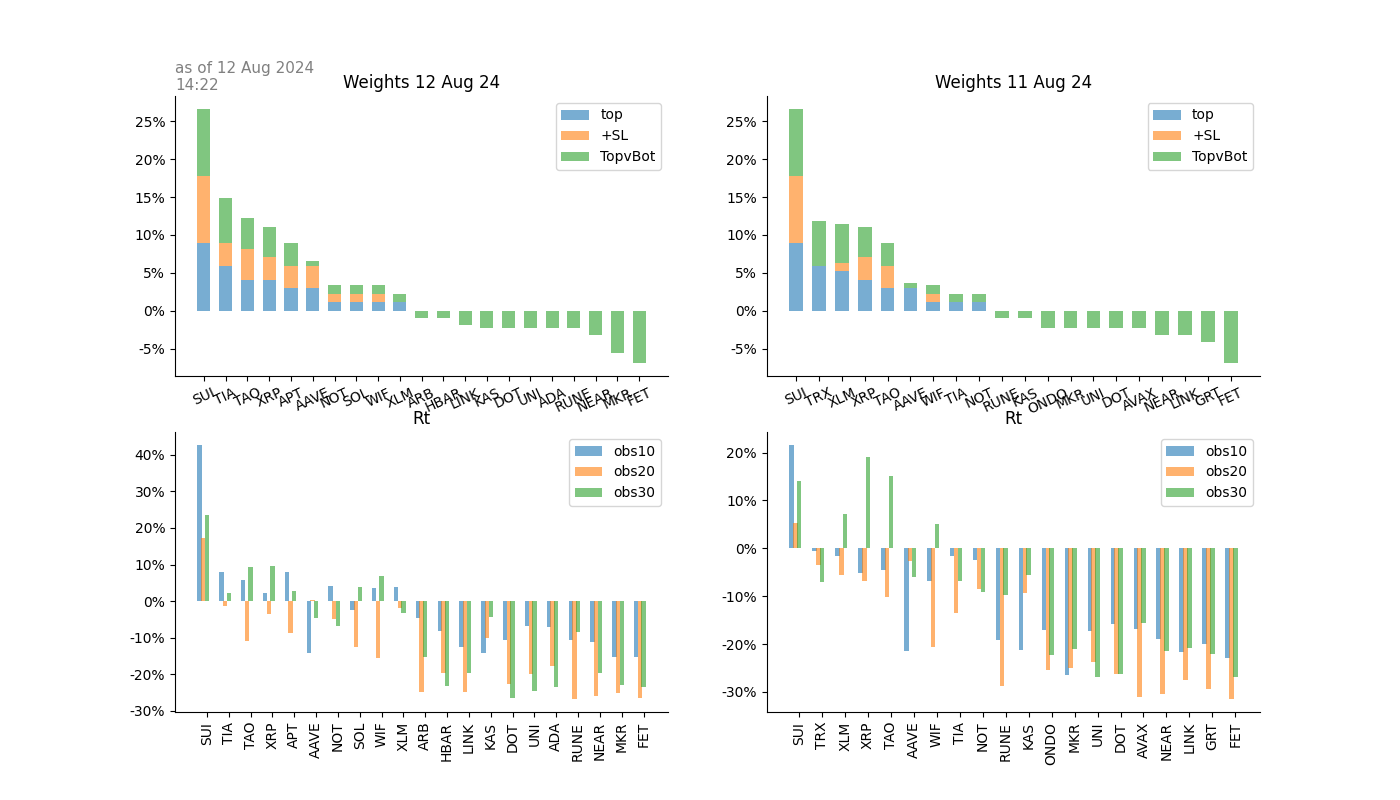 as of 12 Aug 2024
14:22
Weights 12 Aug 24
25%
20%
15%
10%
5%
0%
-5%
top
+SL
TopvBot
SUI TIA TAO XRP APT AAVE NOT SOL WIF XLM ARB HBAR LINK KAS DOT UNI ADA RUNE NEAR MKR FET
Weights 11 Aug 24
25%
20%
15%
10%
5%
0%
-5%
top
+SL
TopvBot
SUI TRX XLM XRP TAO AAVE WIF TIA NOT RUNE KAS ONDO MKR UNI DOT AVAX NEAR LINK GRT FET
Rt
40%
30%
20%
10%
0%
-10%
-20%
-30%
obs10
obs20
obs30
SUI TIA TAO XRP APT AAVE NOT SOL WIF XLM ARB HBAR LINK KAS DOT UNI ADA RUNE NEAR MKR FET
Rt
20%
10%
0%
-10%
-20%
-30%
obs10
obs20
obs30
SUI TRX XLM XRP TAO AAVE WIF TIA NOT RUNE KAS ONDO MKR UNI DOT AVAX NEAR LINK GRT FET